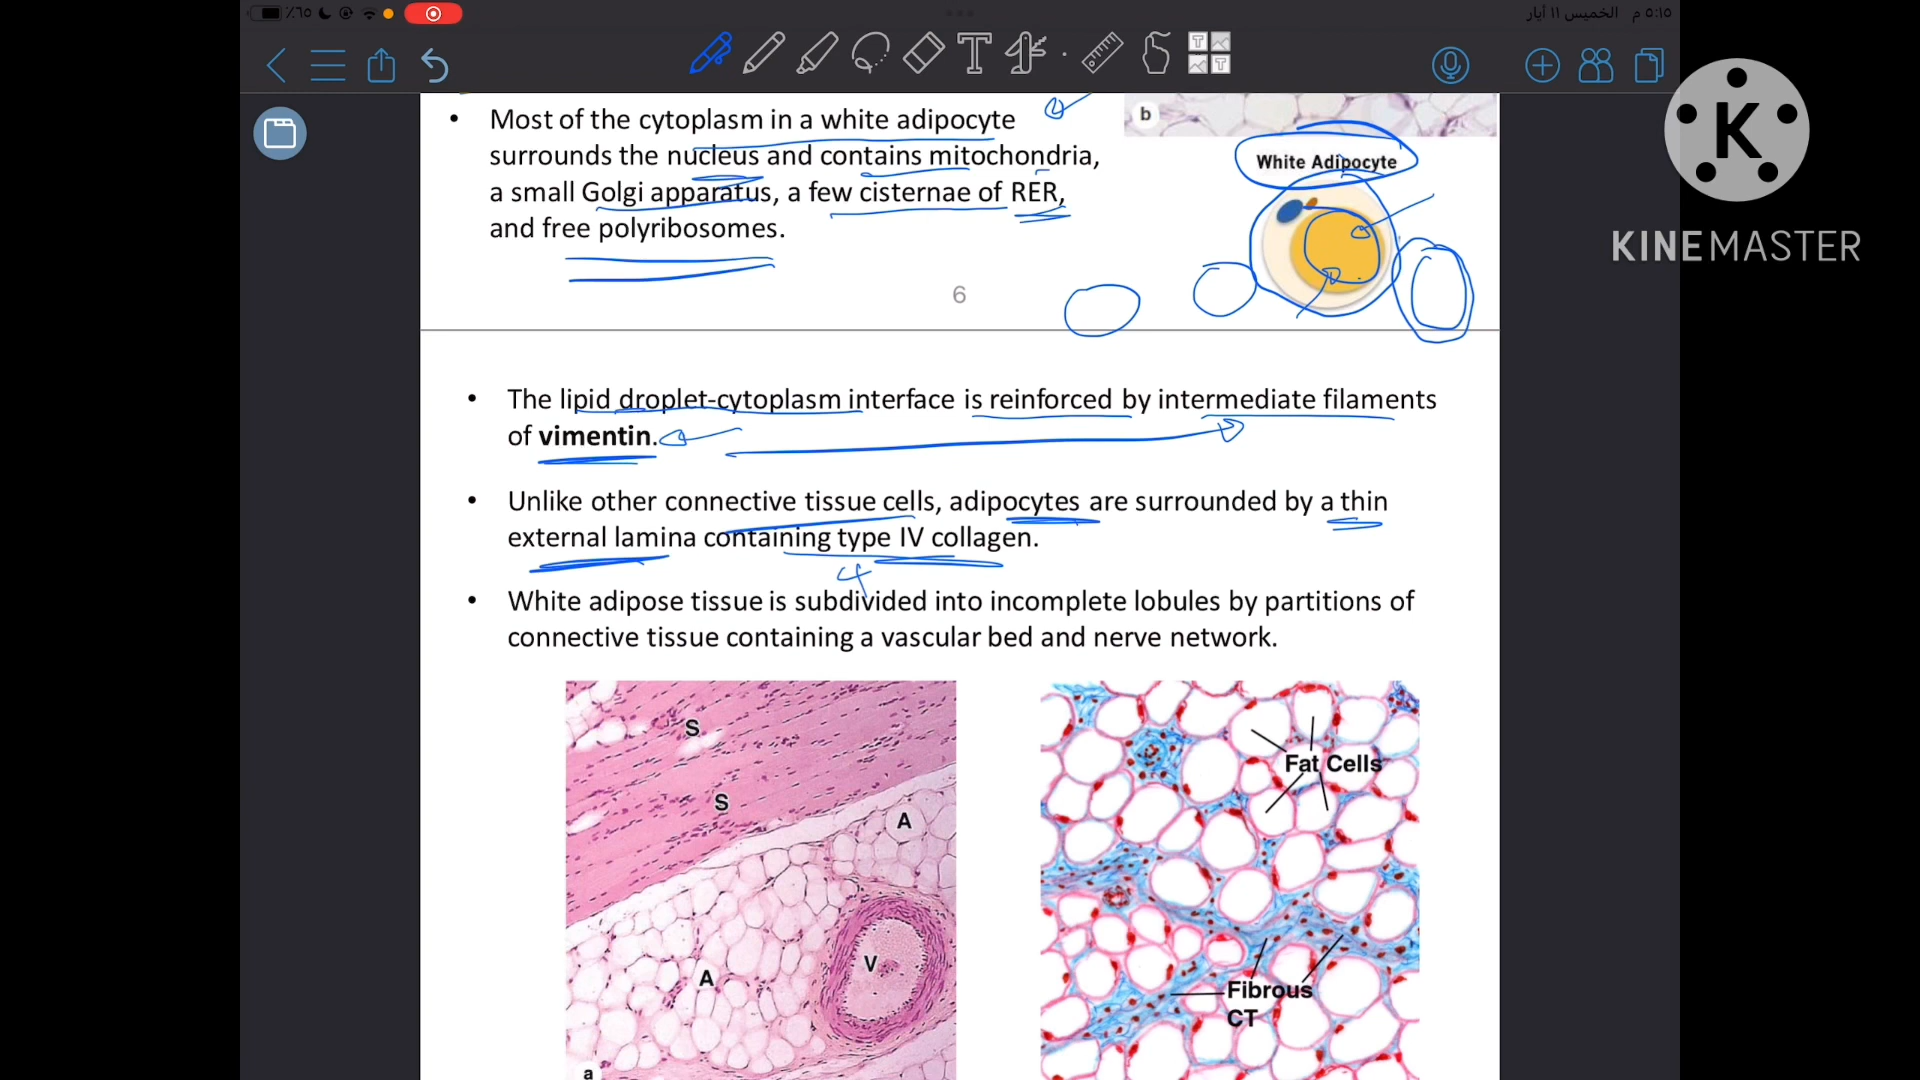 ٪٦٥
٥:١٥ م الخميس ١١ أيار
• Most of the cytoplasm in a white adipocyte
surrounds the nucleus and contains mitochondria,
a small Golgi apparatus, a few cisternae of RER,
and free polyribosomes.
b
White Adipocyte
6
K
KINEMASTER
• The lipid droplet-cytoplasm interface is reinforced by intermediate filaments
of vimentin.
• Unlike other connective tissue cells, adipocytes are surrounded by a thin
external lamina containing type IV collagen.
4
• White adipose tissue is subdivided into incomplete lobules by partitions of
connective tissue containing a vascular bed and nerve network.
S
S
A
A
V
a
Fat Cells
Fibrous
CT